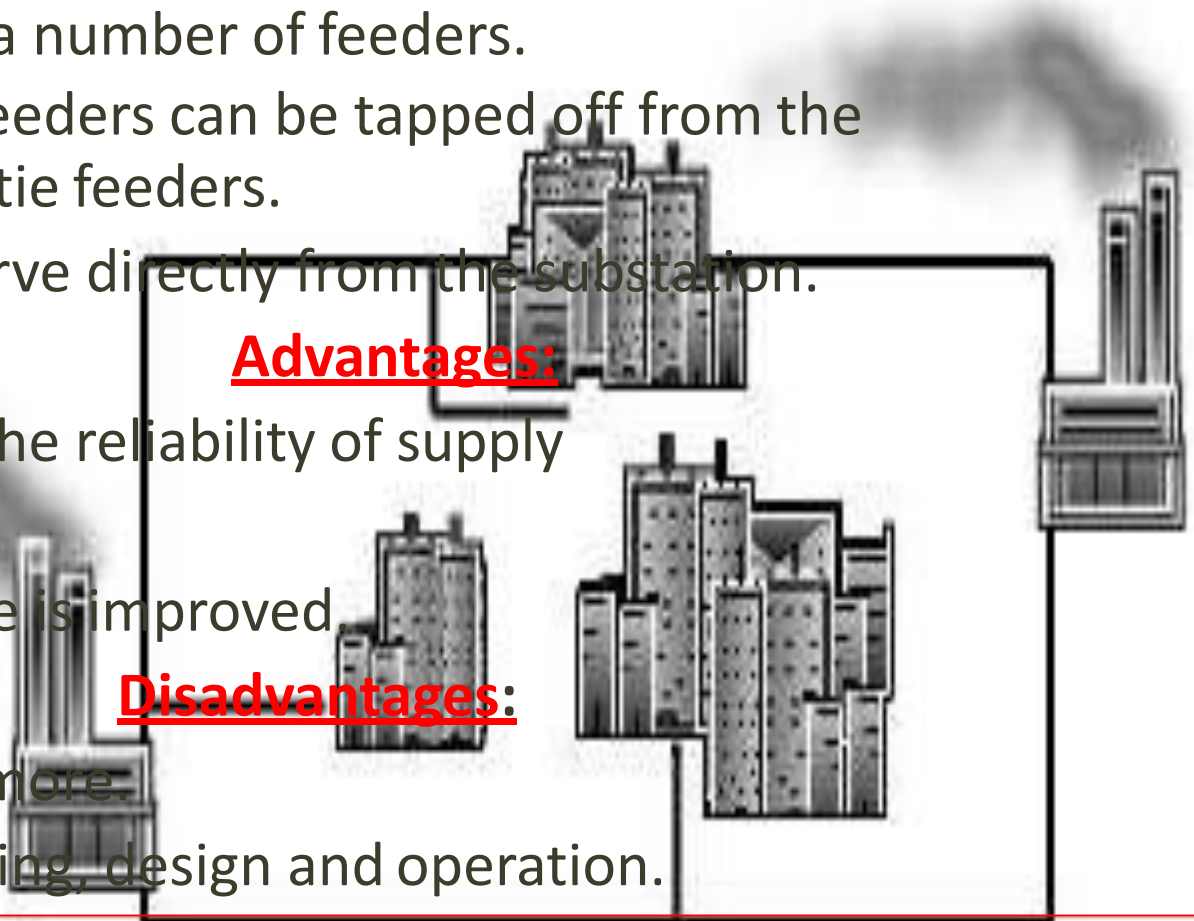 a number of feeders.
eeders can be tapped off from the
tie feeders.
rve directly from the substation.
Advantages:
he reliability of supply
e is improved.
Disadvantages:
more.
ing, design and operation.